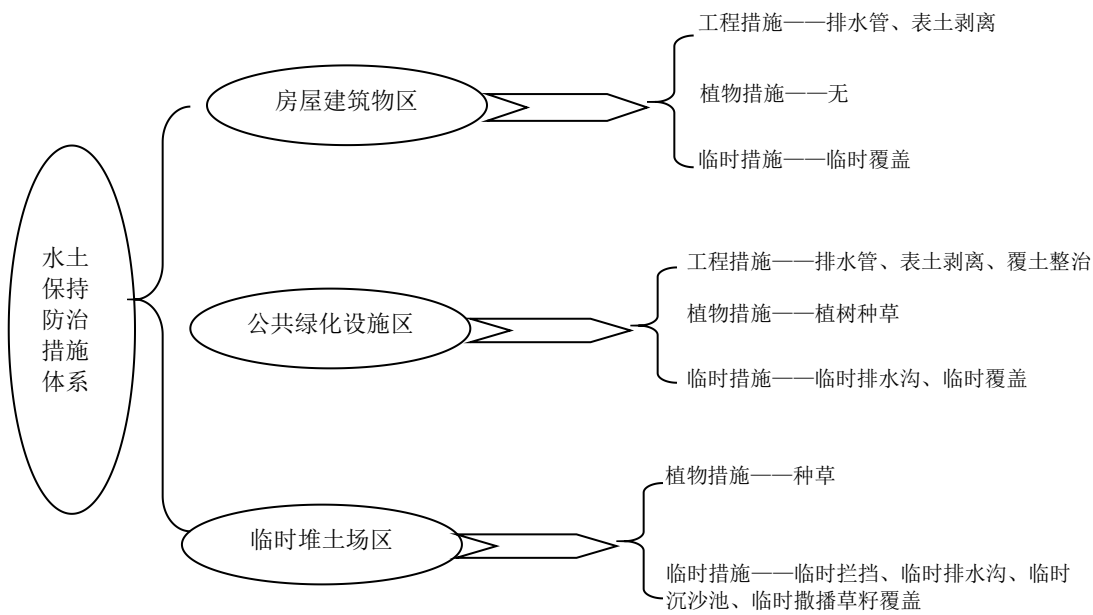 水土
保持
防治
措施
体系
房屋建筑物区
工程措施——排水管、表土剥离
植物措施——无
临时措施——临时覆盖
公共绿化设施区
工程措施——排水管、表土剥离、覆土整治
植物措施——植树种草
临时措施——临时排水沟、临时覆盖
临时堆土场区
植物措施——种草
临时措施——临时拦挡、临时排水沟、临时
沉沙池、临时撒播草籽覆盖